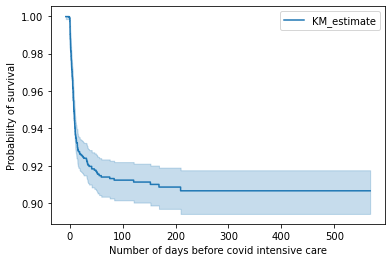 KM_estimate
1.00
0.98
0.96
0.94
0.92
0.90
Probability of survival
0 100 200 300 400 500
Number of days before covid intensive care